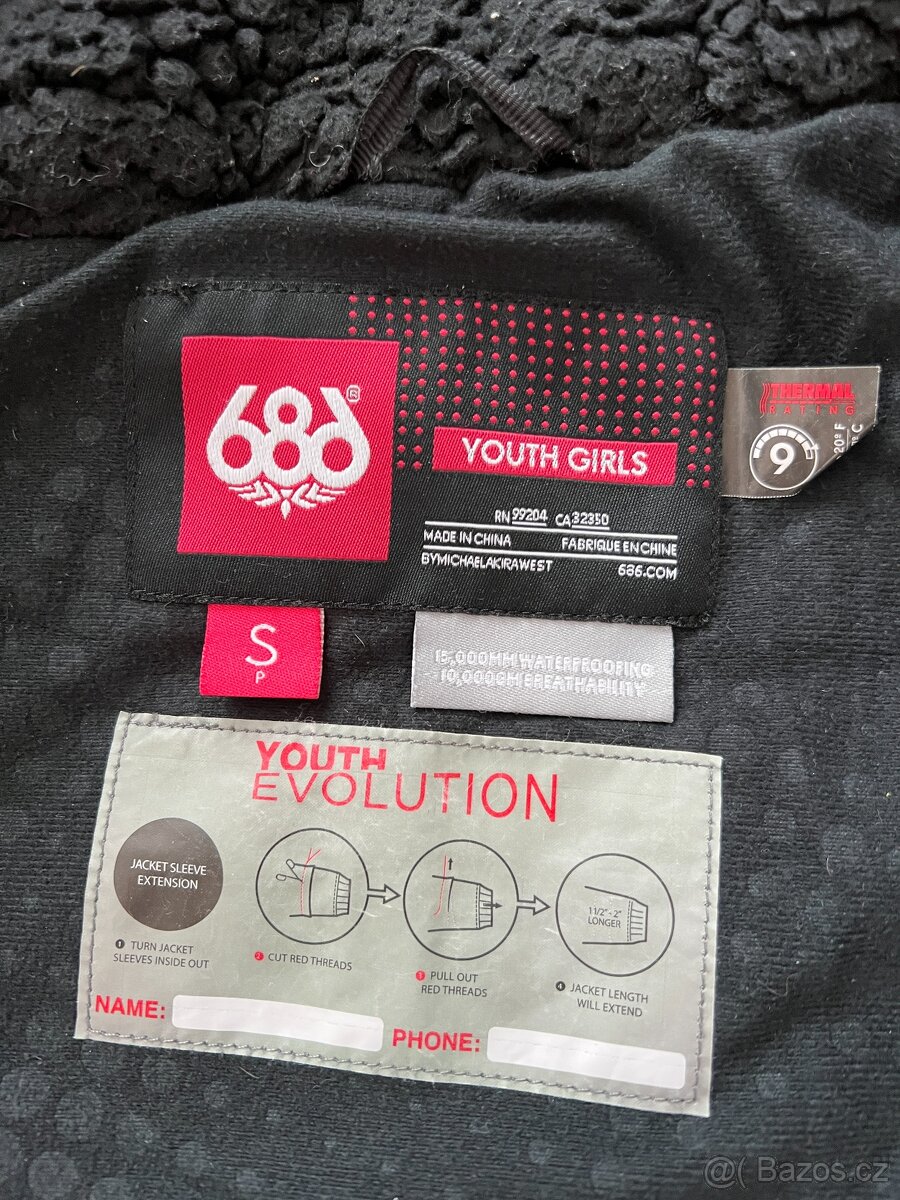 686®
YOUTH GIRLS
RN 99204 CA 32350
MADE IN CHINA FABRIQUE EN CHINE
BYMICHAELAKIRAWEST 686.COM
THERMAL
RATING
9
20º F
C
S
P
15,000MM WATERPROOFING
10,000GM BREATHABILITY
YOUTH
EVOLUTION
JACKET SLEEVE
EXTENSION
1 TURN JACKET
SLEEVES INSIDE OUT
2 CUT RED THREADS
3 PULL OUT
RED THREADS
11/2"- 2"
LONGER
4 JACKET LENGTH
WILL EXTEND
NAME:
PHONE:
@( Bazos.cz